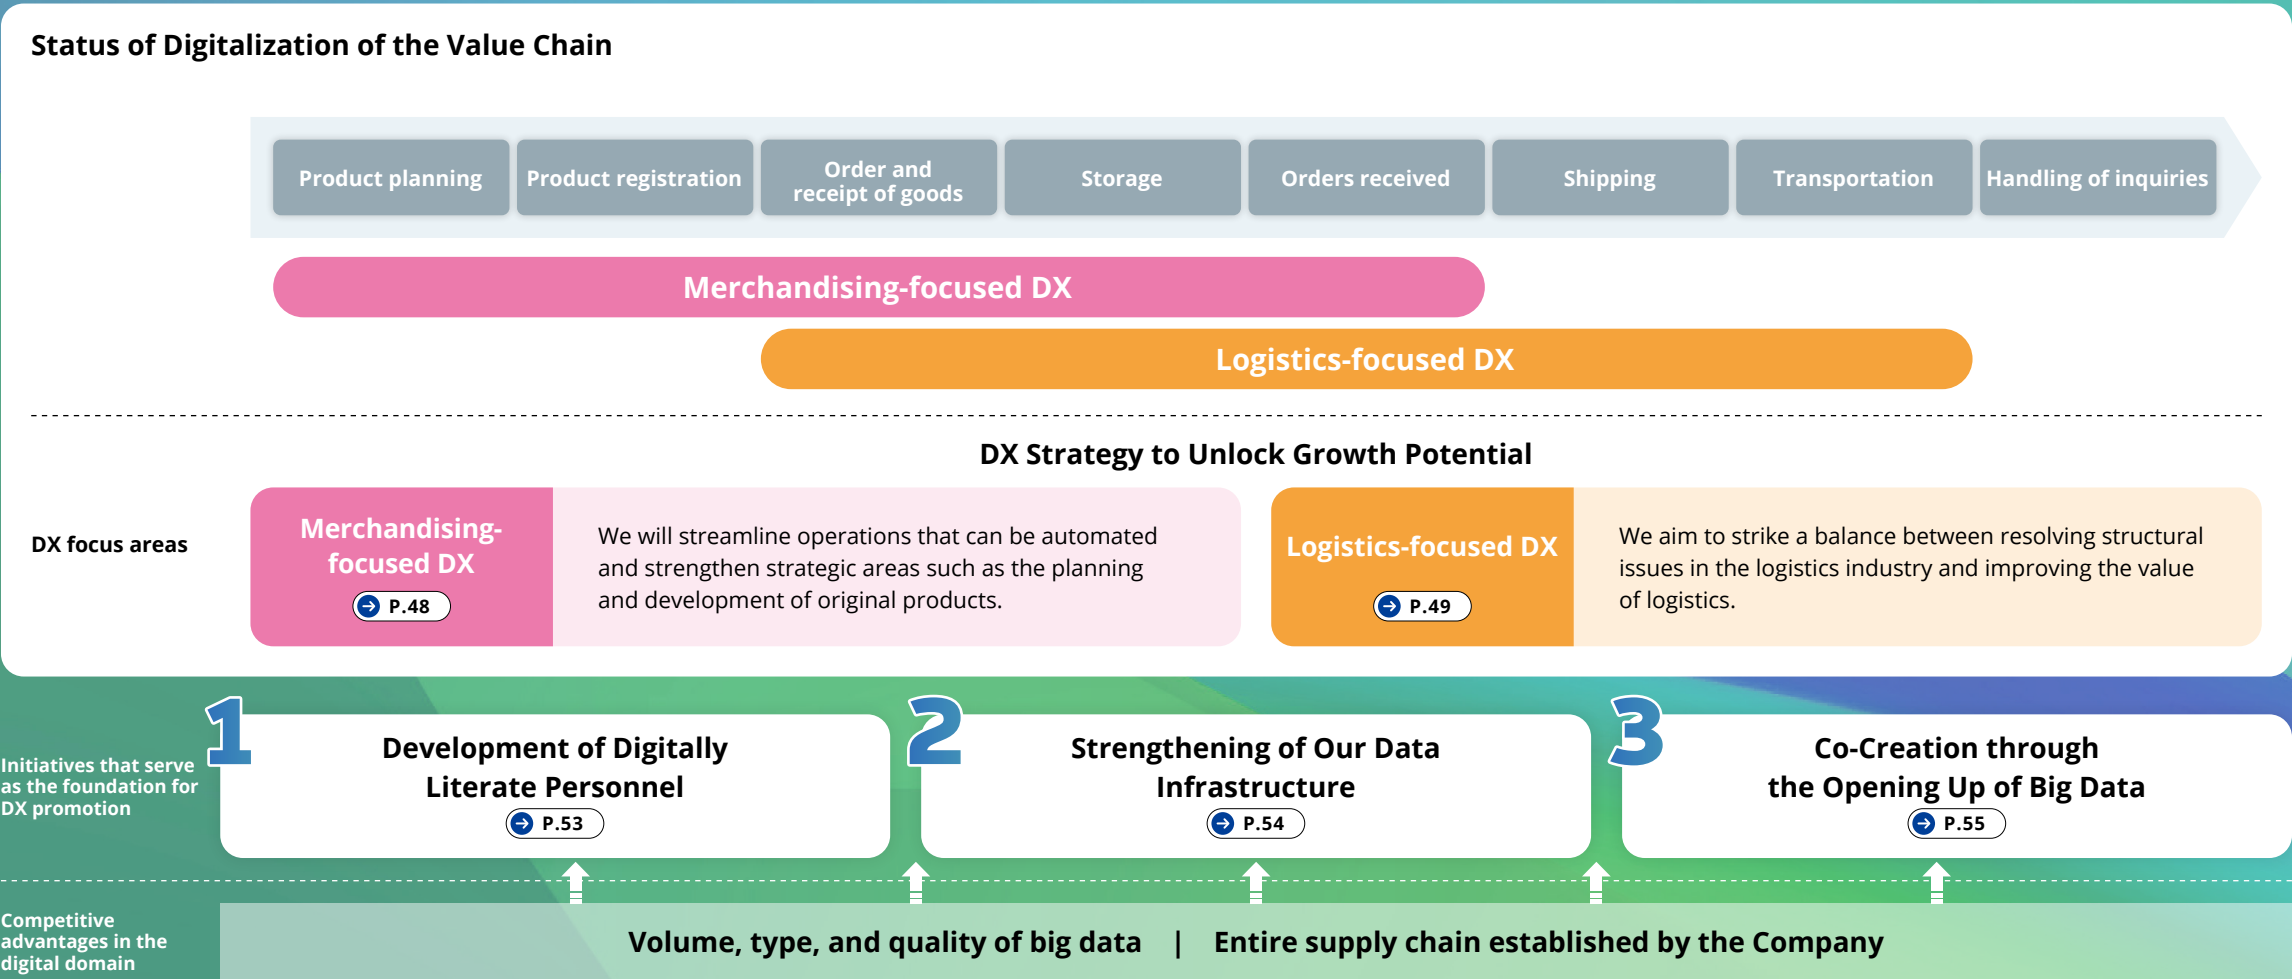 Status of Digitalization of the Value Chain
Product planning
Product registration
Order and
receipt of goods
Storage
Orders received
Shipping
Transportation
Handling of inquiries
Merchandising-focused DX
Logistics-focused DX
DX Strategy to Unlock Growth Potential
DX focus areas
Merchandising-
focused DX
P.48
We will streamline operations that can be automated
and strengthen strategic areas such as the planning
and development of original products.
Logistics-focused DX
P.49
We aim to strike a balance between resolving structural
issues in the logistics industry and improving the value
of logistics.
Initiatives that serve
as the foundation for
DX promotion
1
Development of Digitally
Literate Personnel
P.53
2
Strengthening of Our Data
Infrastructure
P.54
3
Co-Creation through
the Opening Up of Big Data
P.55
Competitive
advantages in the
digital domain
Volume, type, and quality of big data | Entire supply chain established by the Company